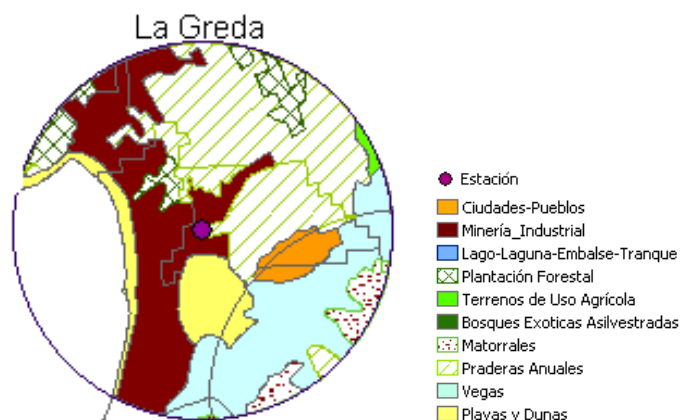 La Greda
Estación
Ciudades-Pueblos
Minería_Industrial
Lago-Laguna-Embalse-Tranque
Plantación Forestal
Terrenos de Uso Agrícola
Bosques Exoticas Asilvestradas
Matorrales
Praderas Anuales
Vegas
Playas y Dunas